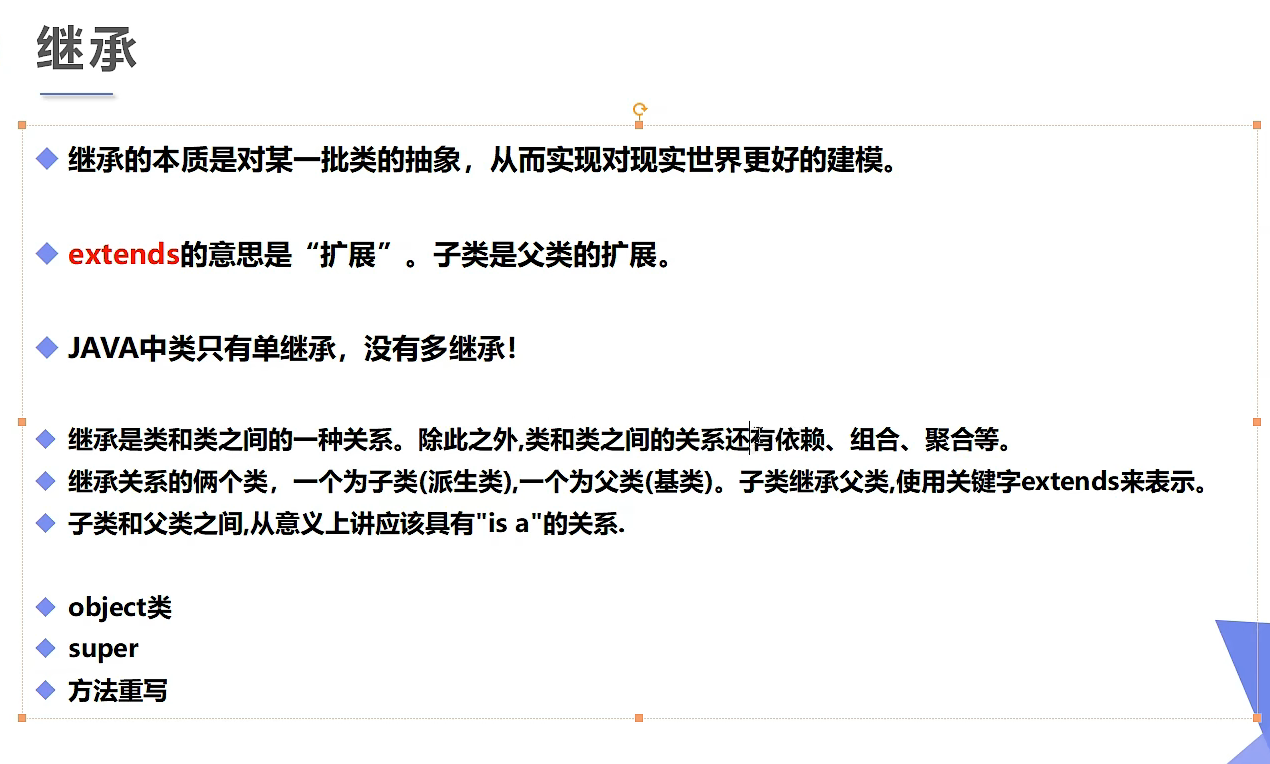 继承
继承的本质是对某一批类的抽象，从而实现对现实世界更好的建模。
extends的意思是“扩展”。子类是父类的扩展。
JAVA中类只有单继承，没有多继承！
继承是类和类之间的一种关系。除此之外,类和类之间的关系还有依赖、组合、聚合等。
继承关系的俩个类，一个为子类(派生类),一个为父类(基类)。子类继承父类,使用关键字extends来表示。
子类和父类之间,从意义上讲应该具有"is a"的关系.
object类
super
方法重写